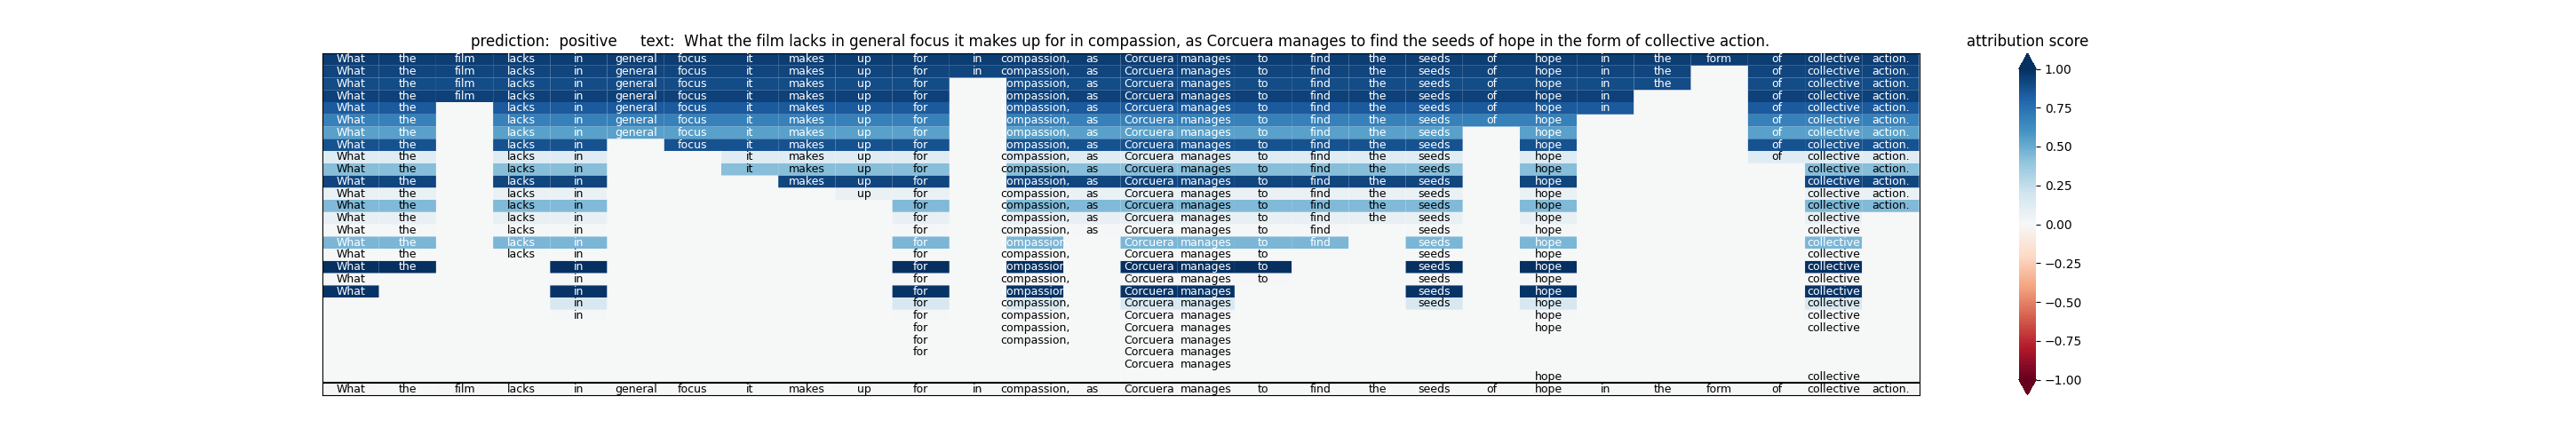 prediction: positive text: What the film lacks in general focus it makes up for in compassion, as Corcuera manages to find the seeds of hope in the form of collective action.
attribution score
What the film lacks in general focus it makes up for in compassion, as Corcuera manages to find the seeds of hope in the form of collective action.
What the film lacks in general focus it makes up for in compassion, as Corcuera manages to find the seeds of hope in the of collective action.
What the film lacks in general focus it makes up for ompassion, as Corcuera manages to find the seeds of hope in the of collective action.
What the film lacks in general focus it makes up for ompassion, as Corcuera manages to find the seeds of hope in of collective action.
What the lacks in general focus it makes up for ompassion, as Corcuera manages to find the seeds of hope in of collective action.
What the lacks in general focus it makes up for ompassion, as Corcuera manages to find the seeds of hope of collective action.
What the lacks in general focus it makes up for ompassion, as Corcuera manages to find the seeds hope of collective action.
What the lacks in focus it makes up for ompassion, as Corcuera manages to find the seeds hope of collective action.
What the lacks in it makes up for compassion, as Corcuera manages to find the seeds hope of collective action.
What the lacks in it makes up for compassion, as Corcuera manages to find the seeds hope collective action.
What the lacks in makes up for ompassion, as Corcuera manages to find the seeds hope collective action.
What the lacks in up for compassion, as Corcuera manages to find the seeds hope collective action.
What the lacks in for compassion, as Corcuera manages to find the seeds hope collective action.
What the lacks in for compassion, as Corcuera manages to find the seeds hope collective
What the lacks in for compassion, as Corcuera manages to find seeds hope collective
What the lacks in for ompassion Corcuera manages to find seeds hope collective
What the lacks in for compassion, Corcuera manages to seeds hope collective
What the in for ompassion Corcuera manages to seeds hope collective
What in for compassion, Corcuera manages to seeds hope collective
What in for ompassion Corcuera manages seeds hope collective
in for compassion, Corcuera manages seeds hope collective
in for compassion, Corcuera manages hope collective
for compassion, Corcuera manages hope collective
for compassion, Corcuera manages
for Corcuera manages
Corcuera manages
hope collective
What the film lacks in general focus it makes up for in compassion, as Corcuera manages to find the seeds of hope in the form of collective action.
1.00
0.75
0.50
0.25
0.00
−0.25
−0.50
−0.75
−1.00